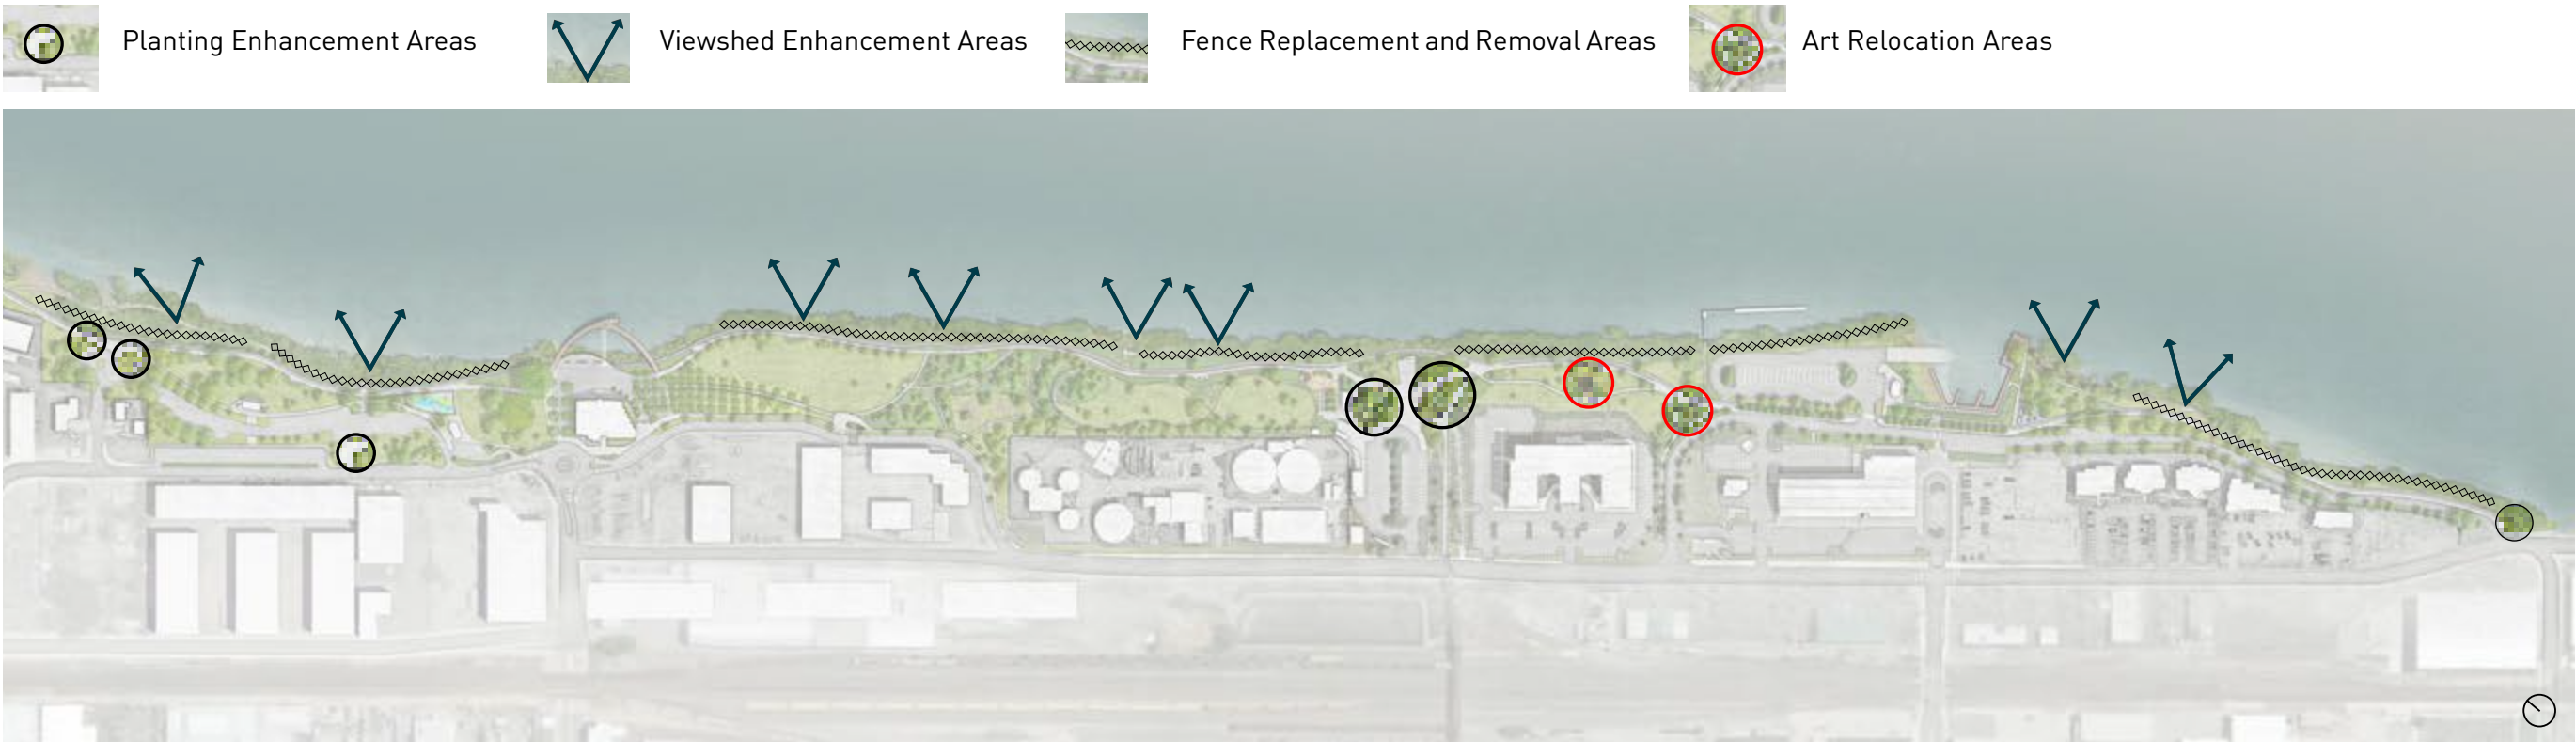 Planting Enhancement Areas
Viewshed Enhancement Areas
Fence Replacement and Removal Areas
Art Relocation Areas